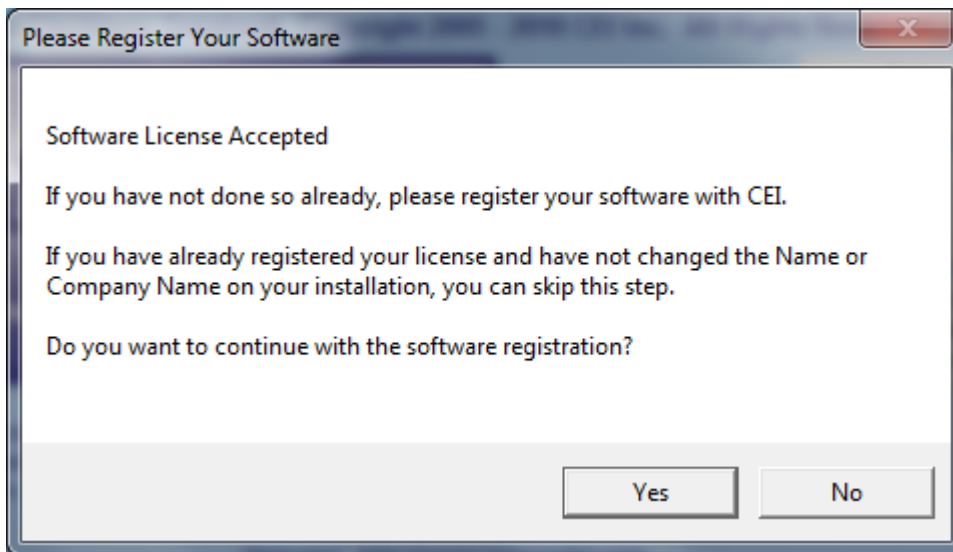 Please Register Your Software
Software License Accepted
If you have not done so already, please register your software with CEI.
If you have already registered your license and have not changed the Name or
Company Name on your installation, you can skip this step.
Do you want to continue with the software registration?
Yes
No